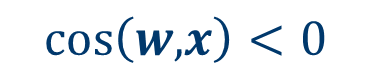 cos(w,x) < 0